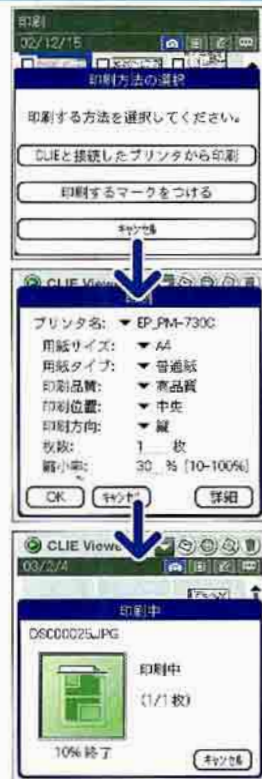 印刷
02/12/15
印刷方法の選択
印刷する方法を選択してください。
CLIEと接続したプリンタから印刷
印刷するマークをつける
キャンセル
CLIE View
プリンタ名: ▼ EP_PM-730C
用紙サイズ: ▼ A4
用紙タイプ: ▼ 普通紙
印刷品質: ▼ 高品質
印刷位置: ▼ 中央
印刷方向: ▼ 縦
枚数: 1 枚
縮小率: 30 % [10-100%]
OK キャンセル 詳細
CLIE Viewe
03/2/4
印刷中
DSC00025.JPG
印刷中
(1/1 枚)
10% 終了
キャンセル